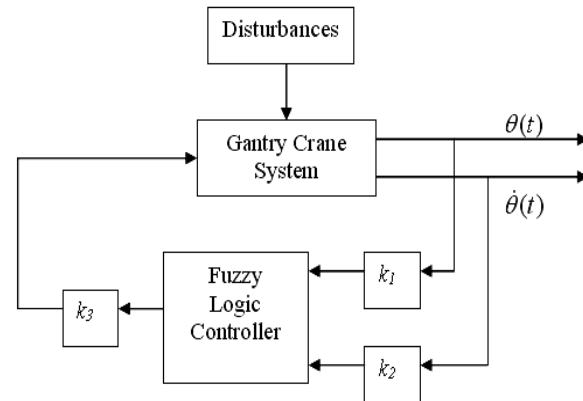 Disturbances
Gantry Crane
System
θ(t)
θ̇(t)
Fuzzy
Logic
Controller
k₁
k₂
k₃